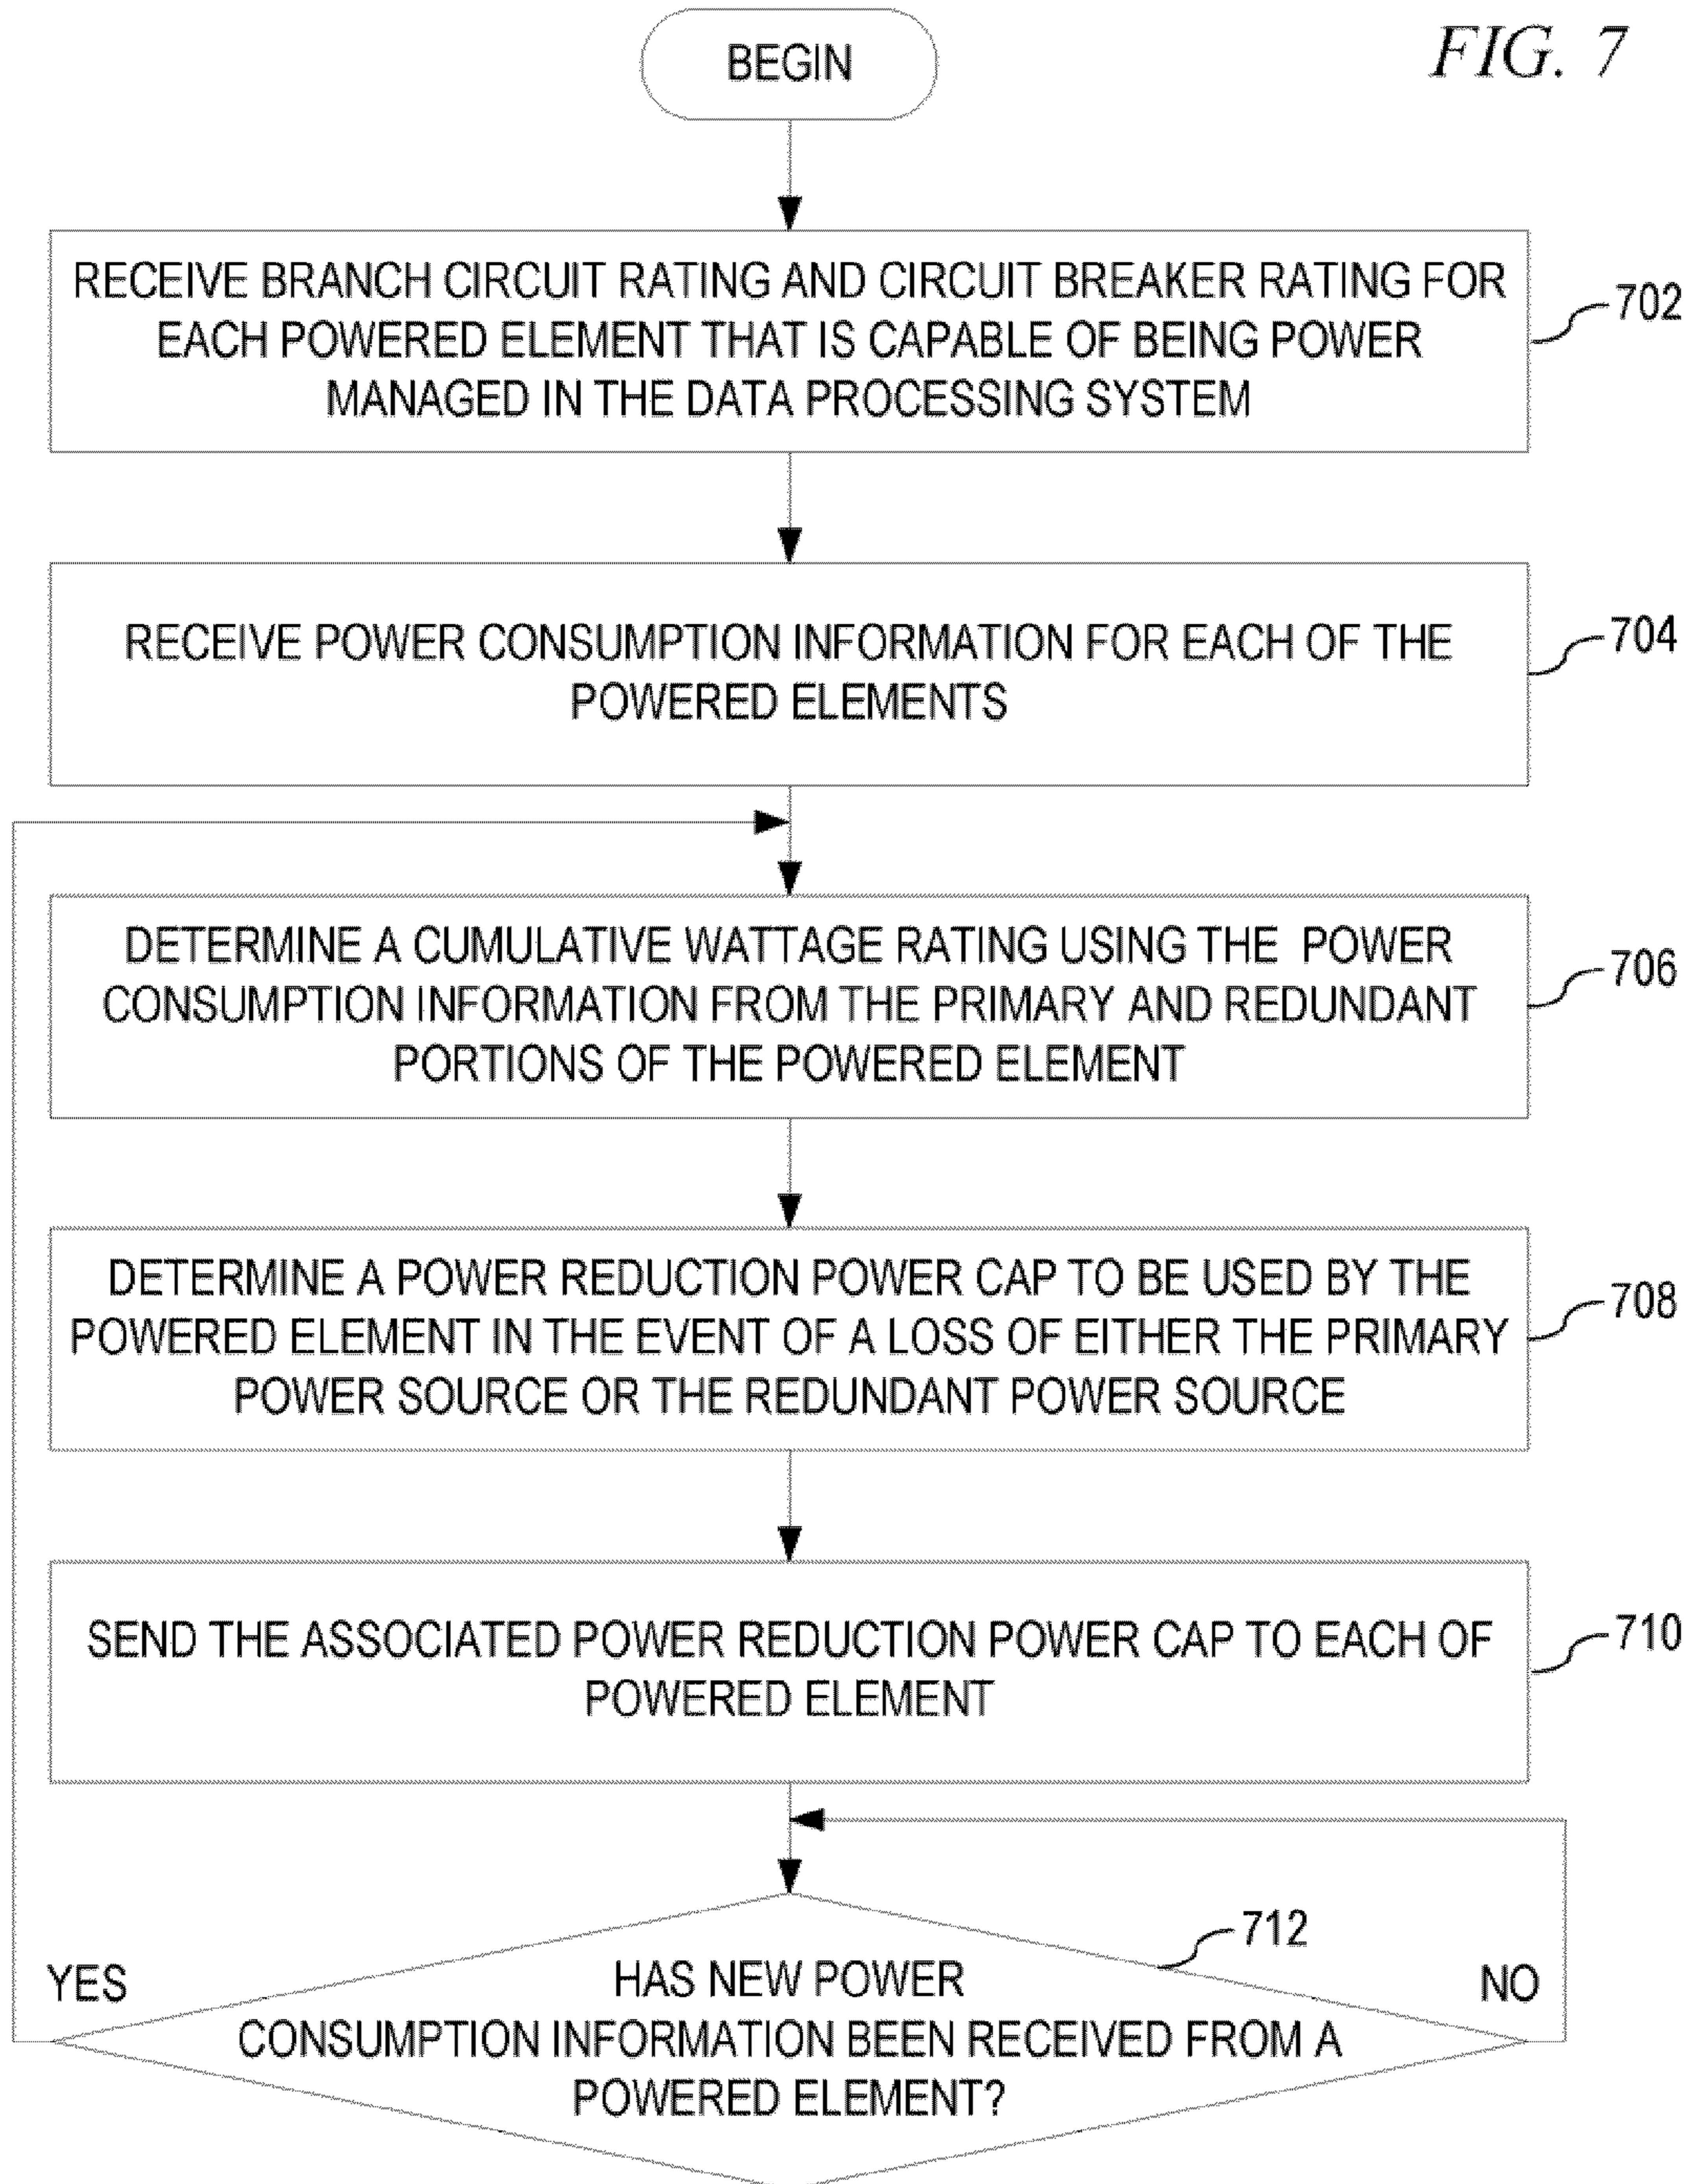 FIG. 7
BEGIN
RECEIVE BRANCH CIRCUIT RATING AND CIRCUIT BREAKER RATING FOR
EACH POWERED ELEMENT THAT IS CAPABLE OF BEING POWER
MANAGED IN THE DATA PROCESSING SYSTEM
702
RECEIVE POWER CONSUMPTION INFORMATION FOR EACH OF THE
POWERED ELEMENTS
704
DETERMINE A CUMULATIVE WATTAGE RATING USING THE POWER
CONSUMPTION INFORMATION FROM THE PRIMARY AND REDUNDANT
PORTIONS OF THE POWERED ELEMENT
706
DETERMINE A POWER REDUCTION POWER CAP TO BE USED BY THE
POWERED ELEMENT IN THE EVENT OF A LOSS OF EITHER THE PRIMARY
POWER SOURCE OR THE REDUNDANT POWER SOURCE
708
SEND THE ASSOCIATED POWER REDUCTION POWER CAP TO EACH OF
POWERED ELEMENT
710
712
YES
HAS NEW POWER
CONSUMPTION INFORMATION BEEN RECEIVED FROM A
POWERED ELEMENT?
NO